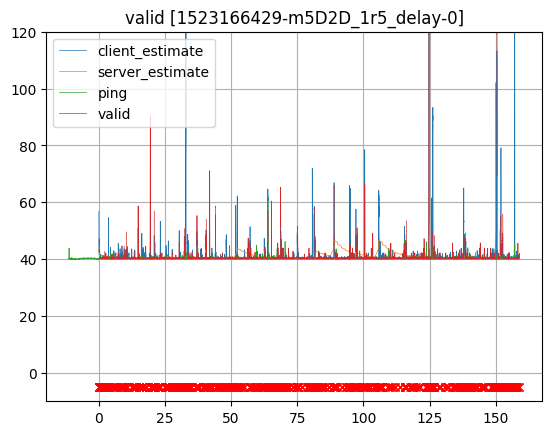 valid [1523166429-m5D2D_1r5_delay-0]
client_estimate
server_estimate
ping
valid
120
100
80
60
40
20
0
0
25
50
75
100
125
150